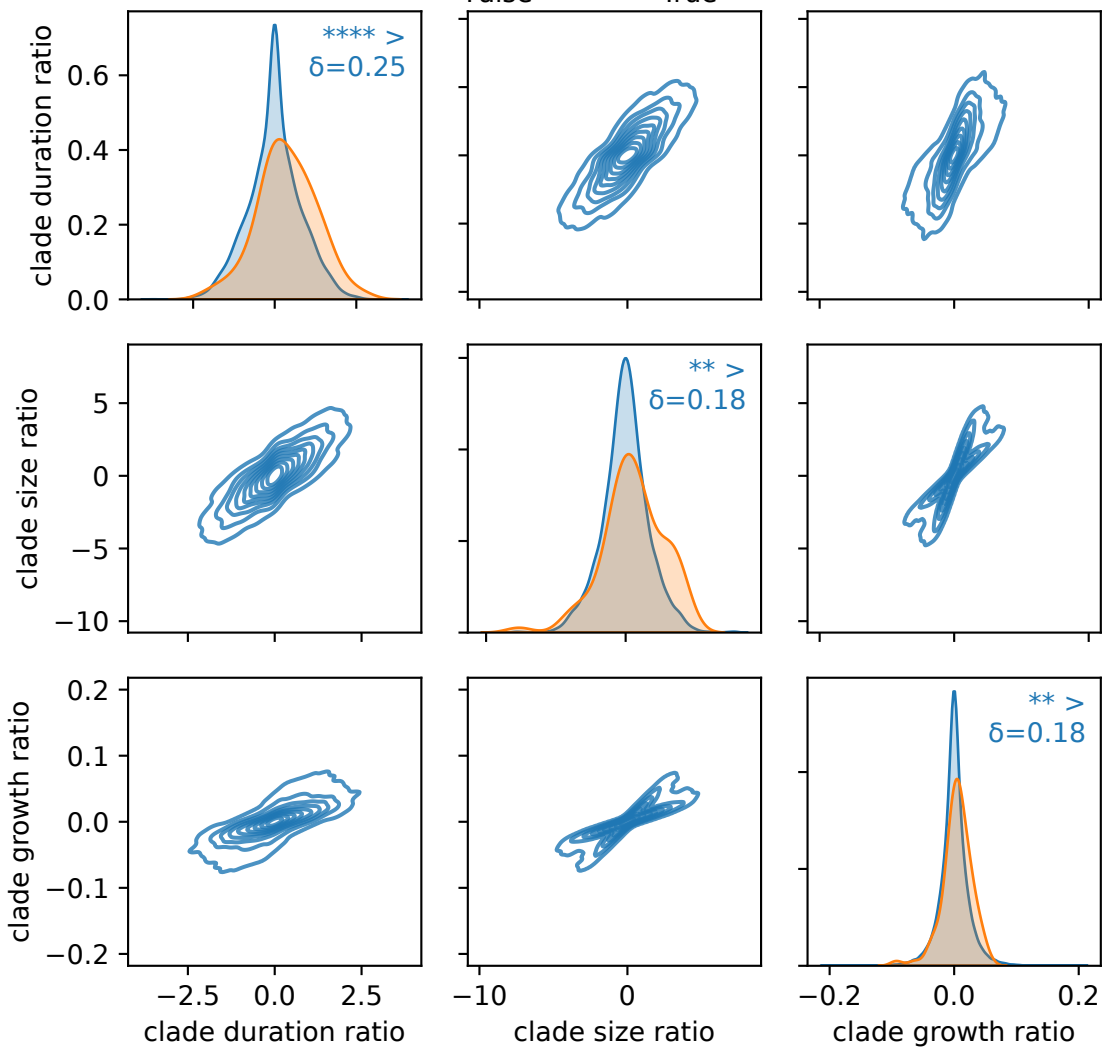 False True
clade duration ratio
0.6
0.4
0.2
0.0
**** >
δ=0.25
clade size ratio
5
0
−5
−10
** >
δ=0.18
clade growth ratio
0.2
0.1
0.0
−0.1
−0.2
** >
δ=0.18
−2.5 0.0 2.5
−10 0
−0.2 0.0 0.2
clade duration ratio
clade size ratio
clade growth ratio